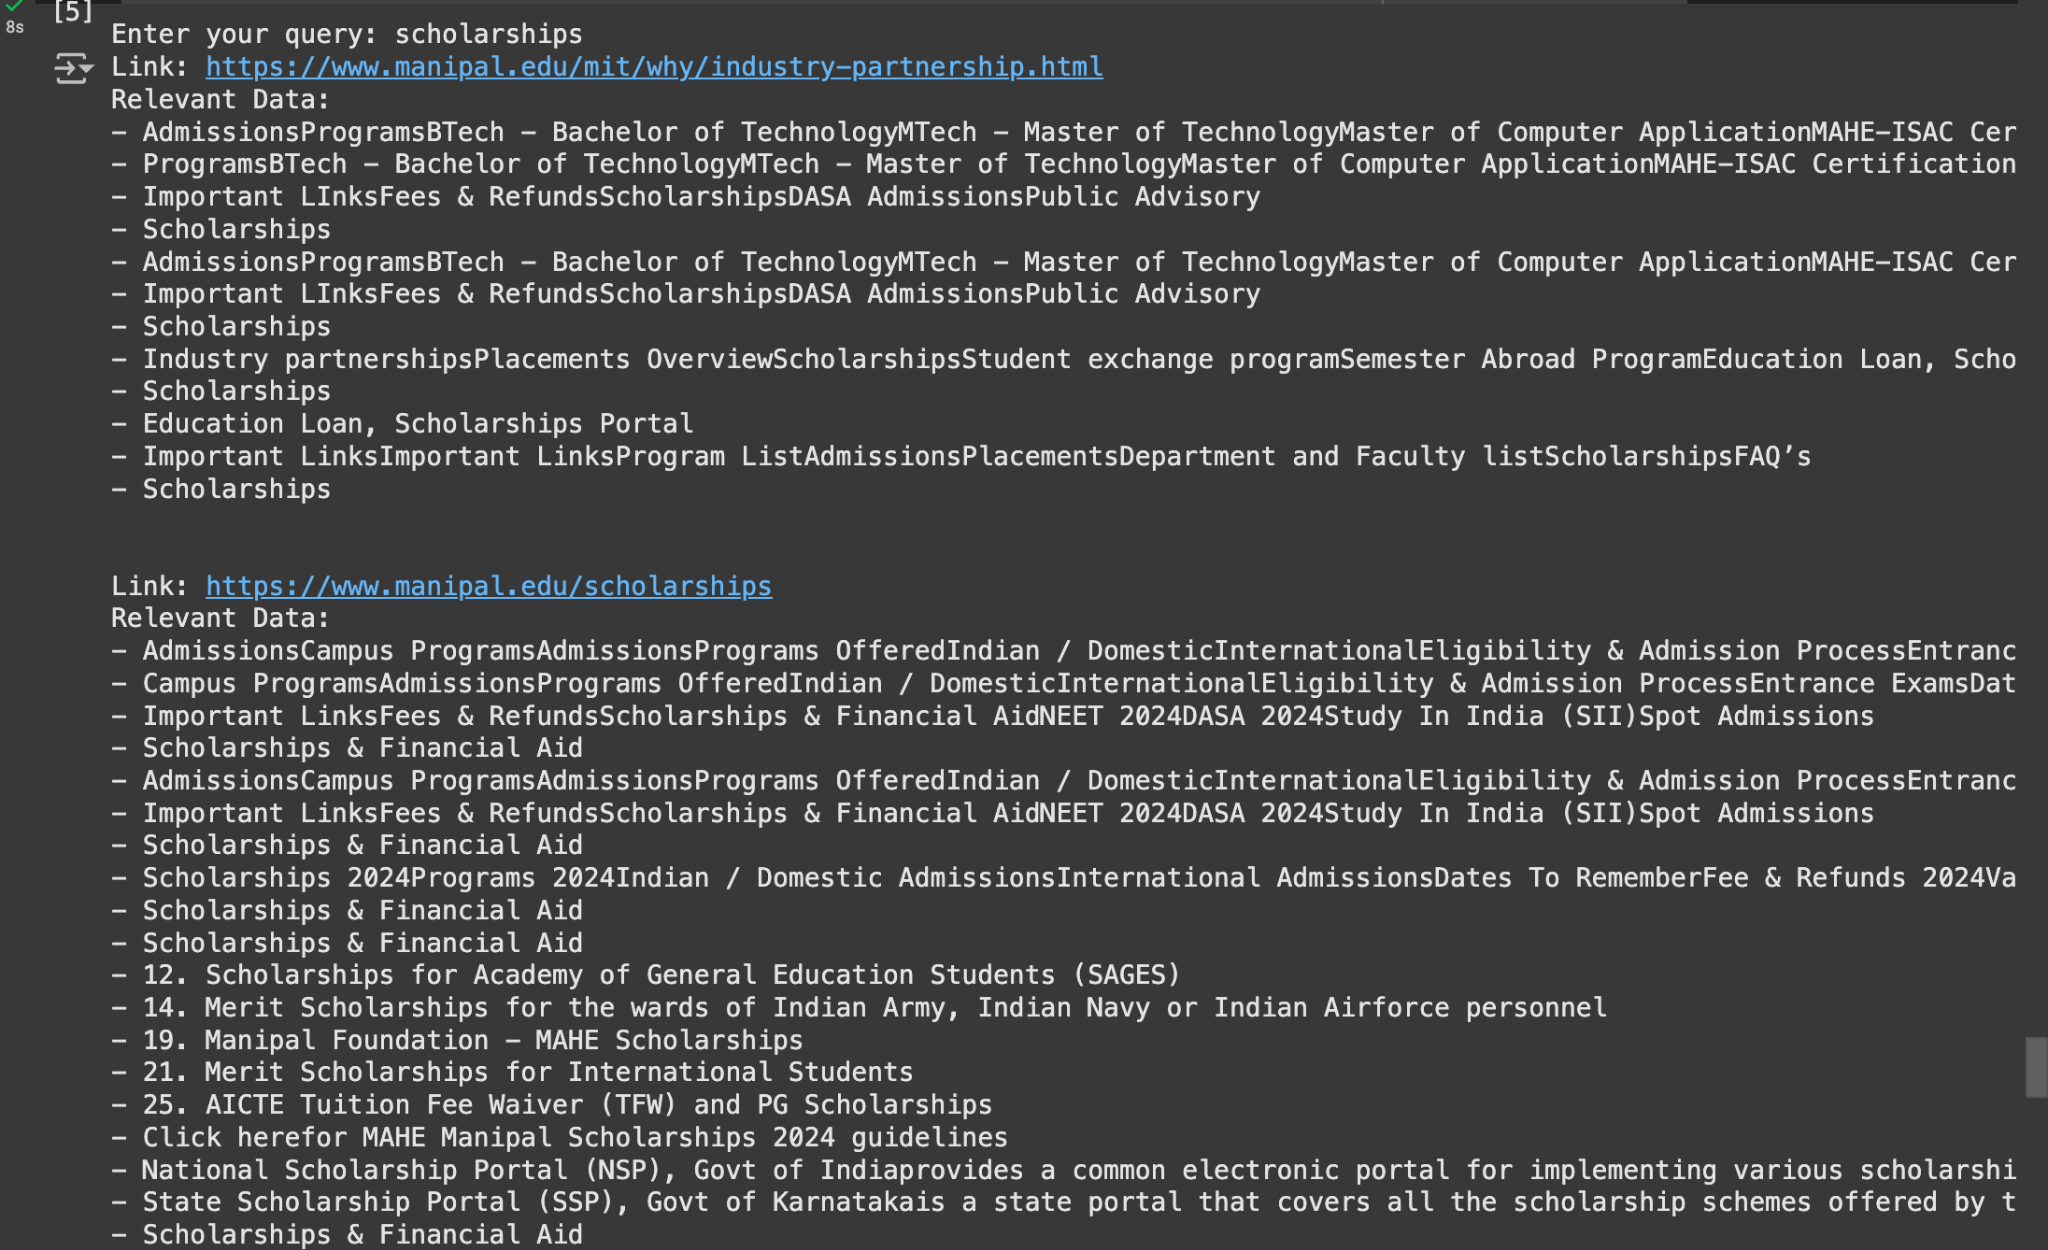 [5]
8s
Enter your query: scholarships
Link: https://www.manipal.edu/mit/why/industry-partnership.html
Relevant Data:
– AdmissionsProgramsBTech – Bachelor of TechnologyMTech – Master of TechnologyMaster of Computer ApplicationMAHE–ISAC Cer
– ProgramsBTech – Bachelor of TechnologyMTech – Master of TechnologyMaster of Computer ApplicationMAHE–ISAC Certification
– Important LInksFees & RefundsScholarshipsDASA AdmissionsPublic Advisory
– Scholarships
– AdmissionsProgramsBTech – Bachelor of TechnologyMTech – Master of TechnologyMaster of Computer ApplicationMAHE–ISAC Cer
– Important LInksFees & RefundsScholarshipsDASA AdmissionsPublic Advisory
– Scholarships
– Industry partnershipsPlacements OverviewScholarshipsStudent exchange programSemester Abroad ProgramEducation Loan, Scho
– Scholarships
– Education Loan, Scholarships Portal
– Important LinksImportant LinksProgram ListAdmissionsPlacementsDepartment and Faculty listScholarshipsFAQ’s
– Scholarships
Link: https://www.manipal.edu/scholarships
Relevant Data:
– AdmissionsCampus ProgramsAdmissionsPrograms OfferedIndian / DomesticInternationalEligibility & Admission ProcessEntranc
– Campus ProgramsAdmissionsPrograms OfferedIndian / DomesticInternationalEligibility & Admission ProcessEntrance ExamsDat
– Important LinksFees & RefundsScholarships & Financial AidNEET 2024DASA 2024Study In India (SII)Spot Admissions
– Scholarships & Financial Aid
– AdmissionsCampus ProgramsAdmissionsPrograms OfferedIndian / DomesticInternationalEligibility & Admission ProcessEntranc
– Important LinksFees & RefundsScholarships & Financial AidNEET 2024DASA 2024Study In India (SII)Spot Admissions
– Scholarships & Financial Aid
– Scholarships 2024Programs 2024Indian / Domestic AdmissionsInternational AdmissionsDates To RememberFee & Refunds 2024Va
– Scholarships & Financial Aid
– Scholarships & Financial Aid
– 12. Scholarships for Academy of General Education Students (SAGES)
– 14. Merit Scholarships for the wards of Indian Army, Indian Navy or Indian Airforce personnel
– 19. Manipal Foundation – MAHE Scholarships
– 21. Merit Scholarships for International Students
– 25. AICTE Tuition Fee Waiver (TFW) and PG Scholarships
– Click herefor MAHE Manipal Scholarships 2024 guidelines
– National Scholarship Portal (NSP), Govt of Indiaprovides a common electronic portal for implementing various scholarshi
– State Scholarship Portal (SSP), Govt of Karnatakais a state portal that covers all the scholarship schemes offered by t
– Scholarships & Financial Aid